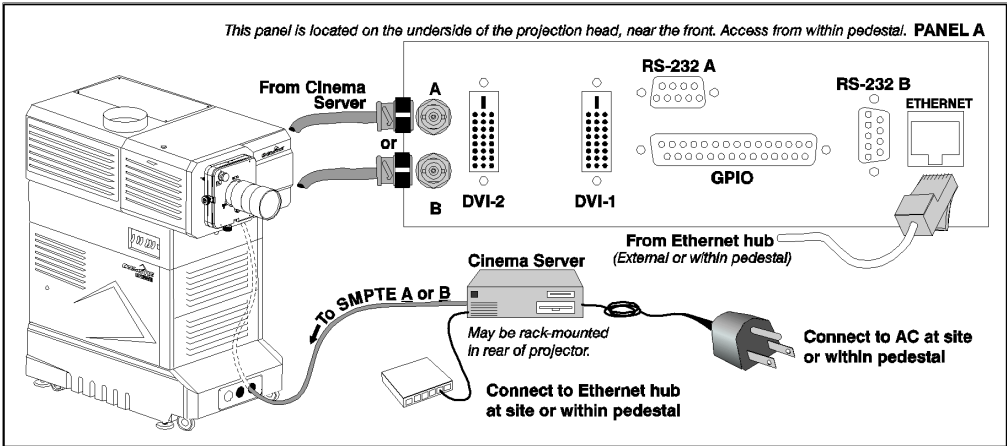 This panel is located on the underside of the projection head, near the front. Access from within pedestal. PANEL A
RS-232 A
RS-232 B
ETHERNET
From Cinema
Server
A
or
B
DVI-2
DVI-1
GPIO
From Ethernet hub
(External or within pedestal)
Cinema Server
To SMPTE A or B
May be rack-mounted
in rear of projector.
Connect to AC at site
or within pedestal
Connect to Ethernet hub
at site or within pedestal